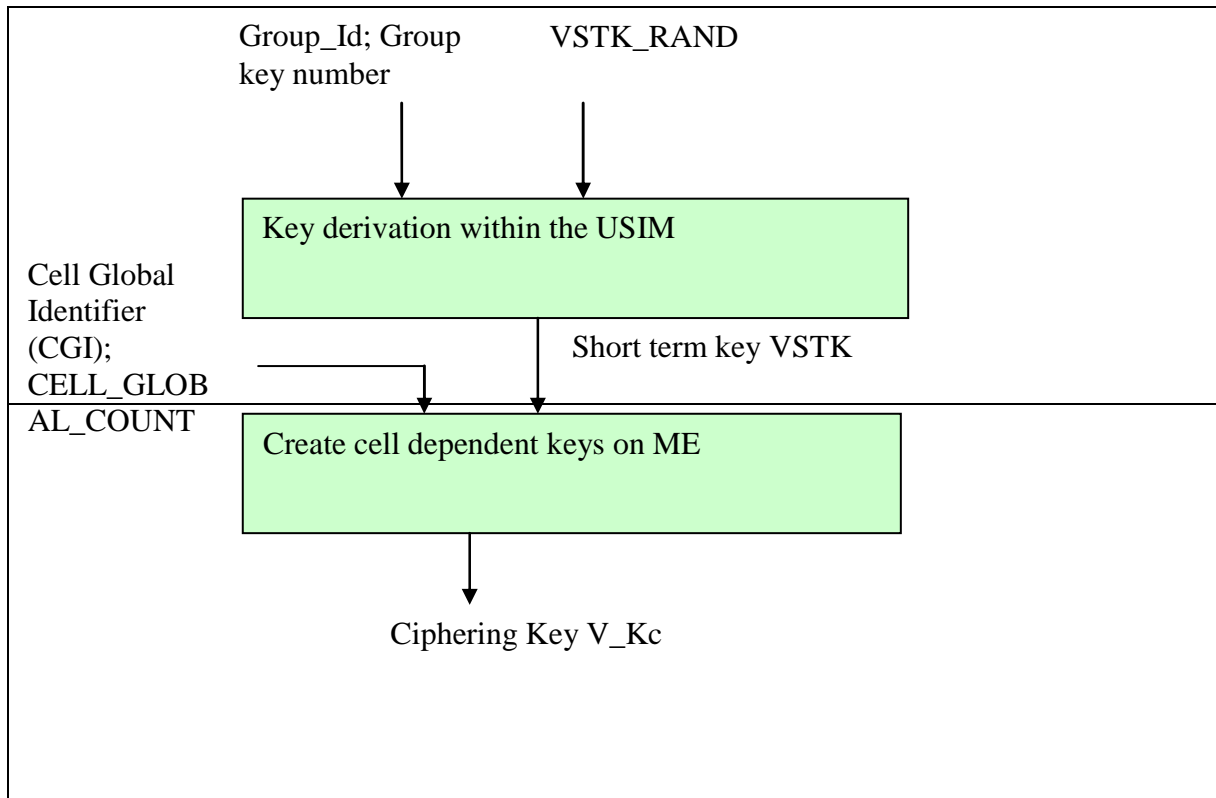 Group_Id; Group
key number
VSTK_RAND
Key derivation within the USIM
Cell Global
Identifier
(CGI);
CELL_GLOB
AL_COUNT
Short term key VSTK
Create cell dependent keys on ME
Ciphering Key V_Kc